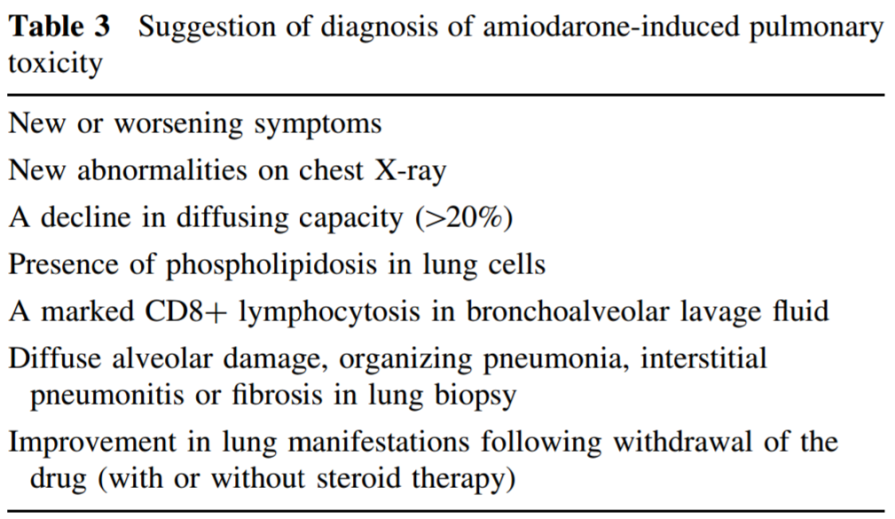 Table 3 Suggestion of diagnosis of amiodarone-induced pulmonary
toxicity
New or worsening symptoms
New abnormalities on chest X-ray
A decline in diffusing capacity (>20%)
Presence of phospholipidosis in lung cells
A marked CD8+ lymphocytosis in bronchoalveolar lavage fluid
Diffuse alveolar damage, organizing pneumonia, interstitial
pneumonitis or fibrosis in lung biopsy
Improvement in lung manifestations following withdrawal of the
drug (with or without steroid therapy)